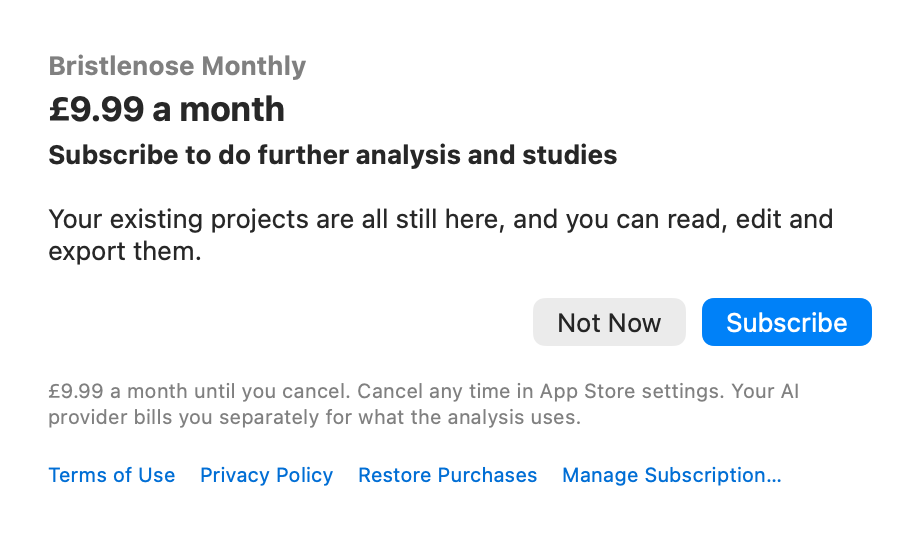 Bristlenose Monthly
£9.99 a month
Subscribe to do further analysis and studies
Your existing projects are all still here, and you can read, edit and
export them.
Not Now
Subscribe
£9.99 a month until you cancel. Cancel any time in App Store settings. Your AI
provider bills you separately for what the analysis uses.
Terms of Use
Privacy Policy
Restore Purchases
Manage Subscription...